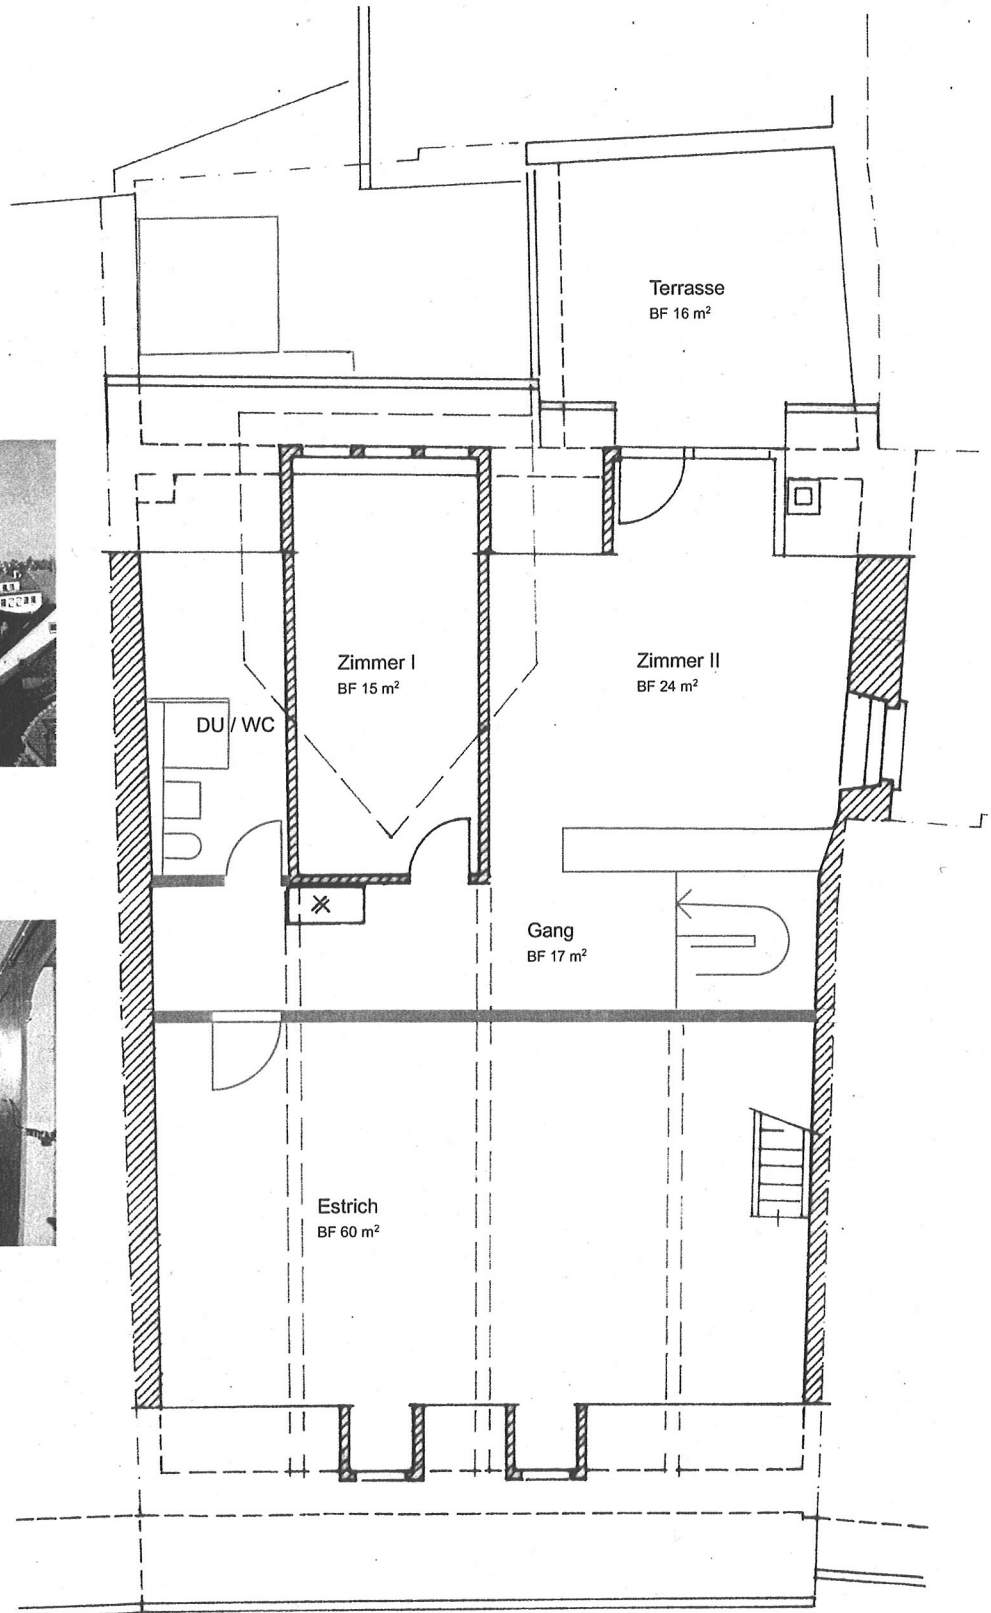 Terrasse
BF 16 m²
Zimmer I
BF 15 m²
Zimmer II
BF 24 m²
DU / WC
Gang
BF 17 m²
Estrich
BF 60 m²